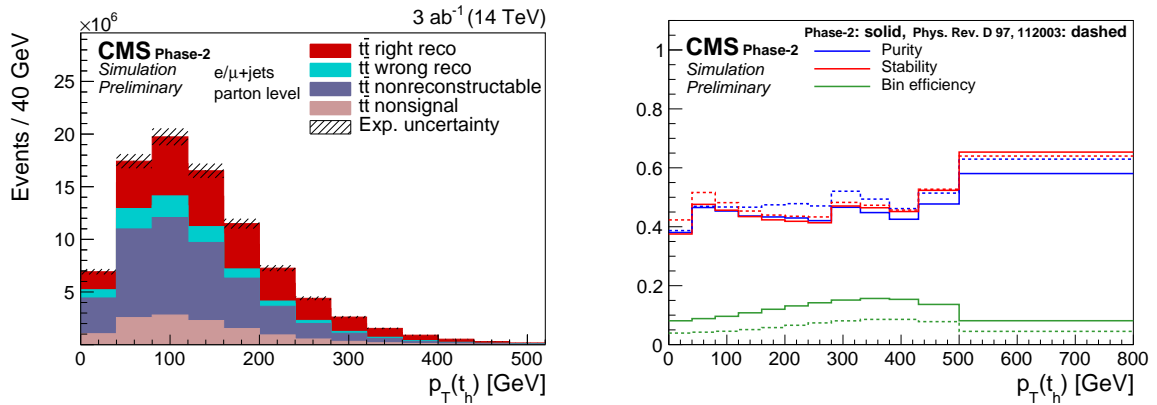 3 ab⁻¹ (14 TeV)
×10⁶
CMS Phase-2
Simulation
Preliminary
e/μ+jets
parton level
tt̄ right reco
tt̄ wrong reco
tt̄ nonreconstructable
tt̄ nonsignal
Exp. uncertainty
Events / 40 GeV
25
20
15
10
5
0 100 200 300 400 500
p_T(t_h) [GeV]
Phase-2: solid, Phys. Rev. D 97, 112003: dashed
CMS Phase-2
Simulation
Preliminary
Purity
Stability
Bin efficiency
1
0.8
0.6
0.4
0.2
0
0 100 200 300 400 500 600 700 800
p_T(t_h) [GeV]